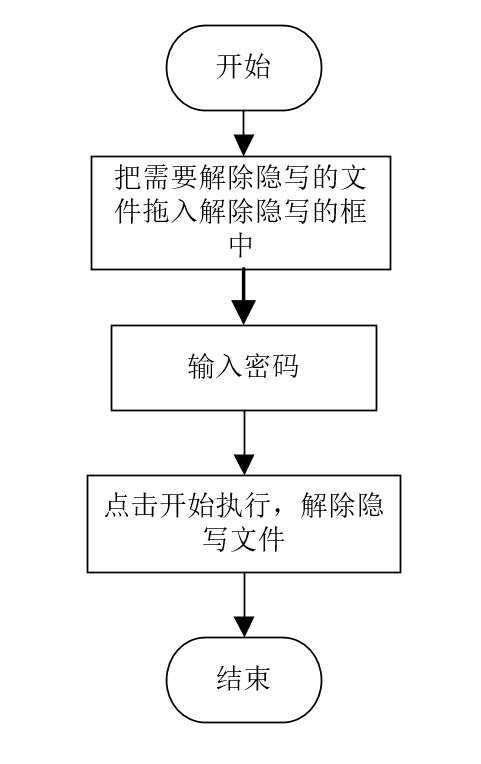 开始
把需要解除隐写的文
件拖入解除隐写的框
中
输入密码
点击开始执行，解除隐
写文件
结束